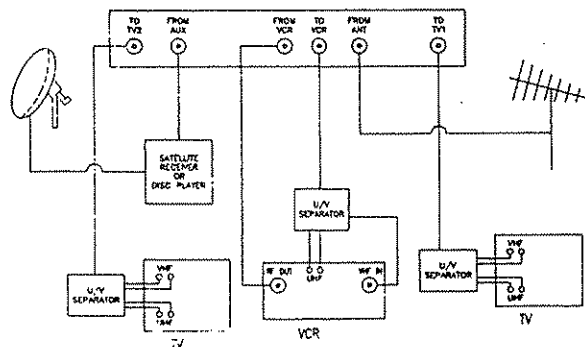 TO TV2
FROM AUX
FROM VCR
TO VCR
FROM ANT
TO TV1
SATELLITE
RECEIVER
OR
DISC PLAYER
U/V
SEPARATOR
U/V
SEPARATOR
VHF
UHF
TV
RF OUT
UHF
VHF IN
VCR
U/V
SEPARATOR
VHF
UHF
TV